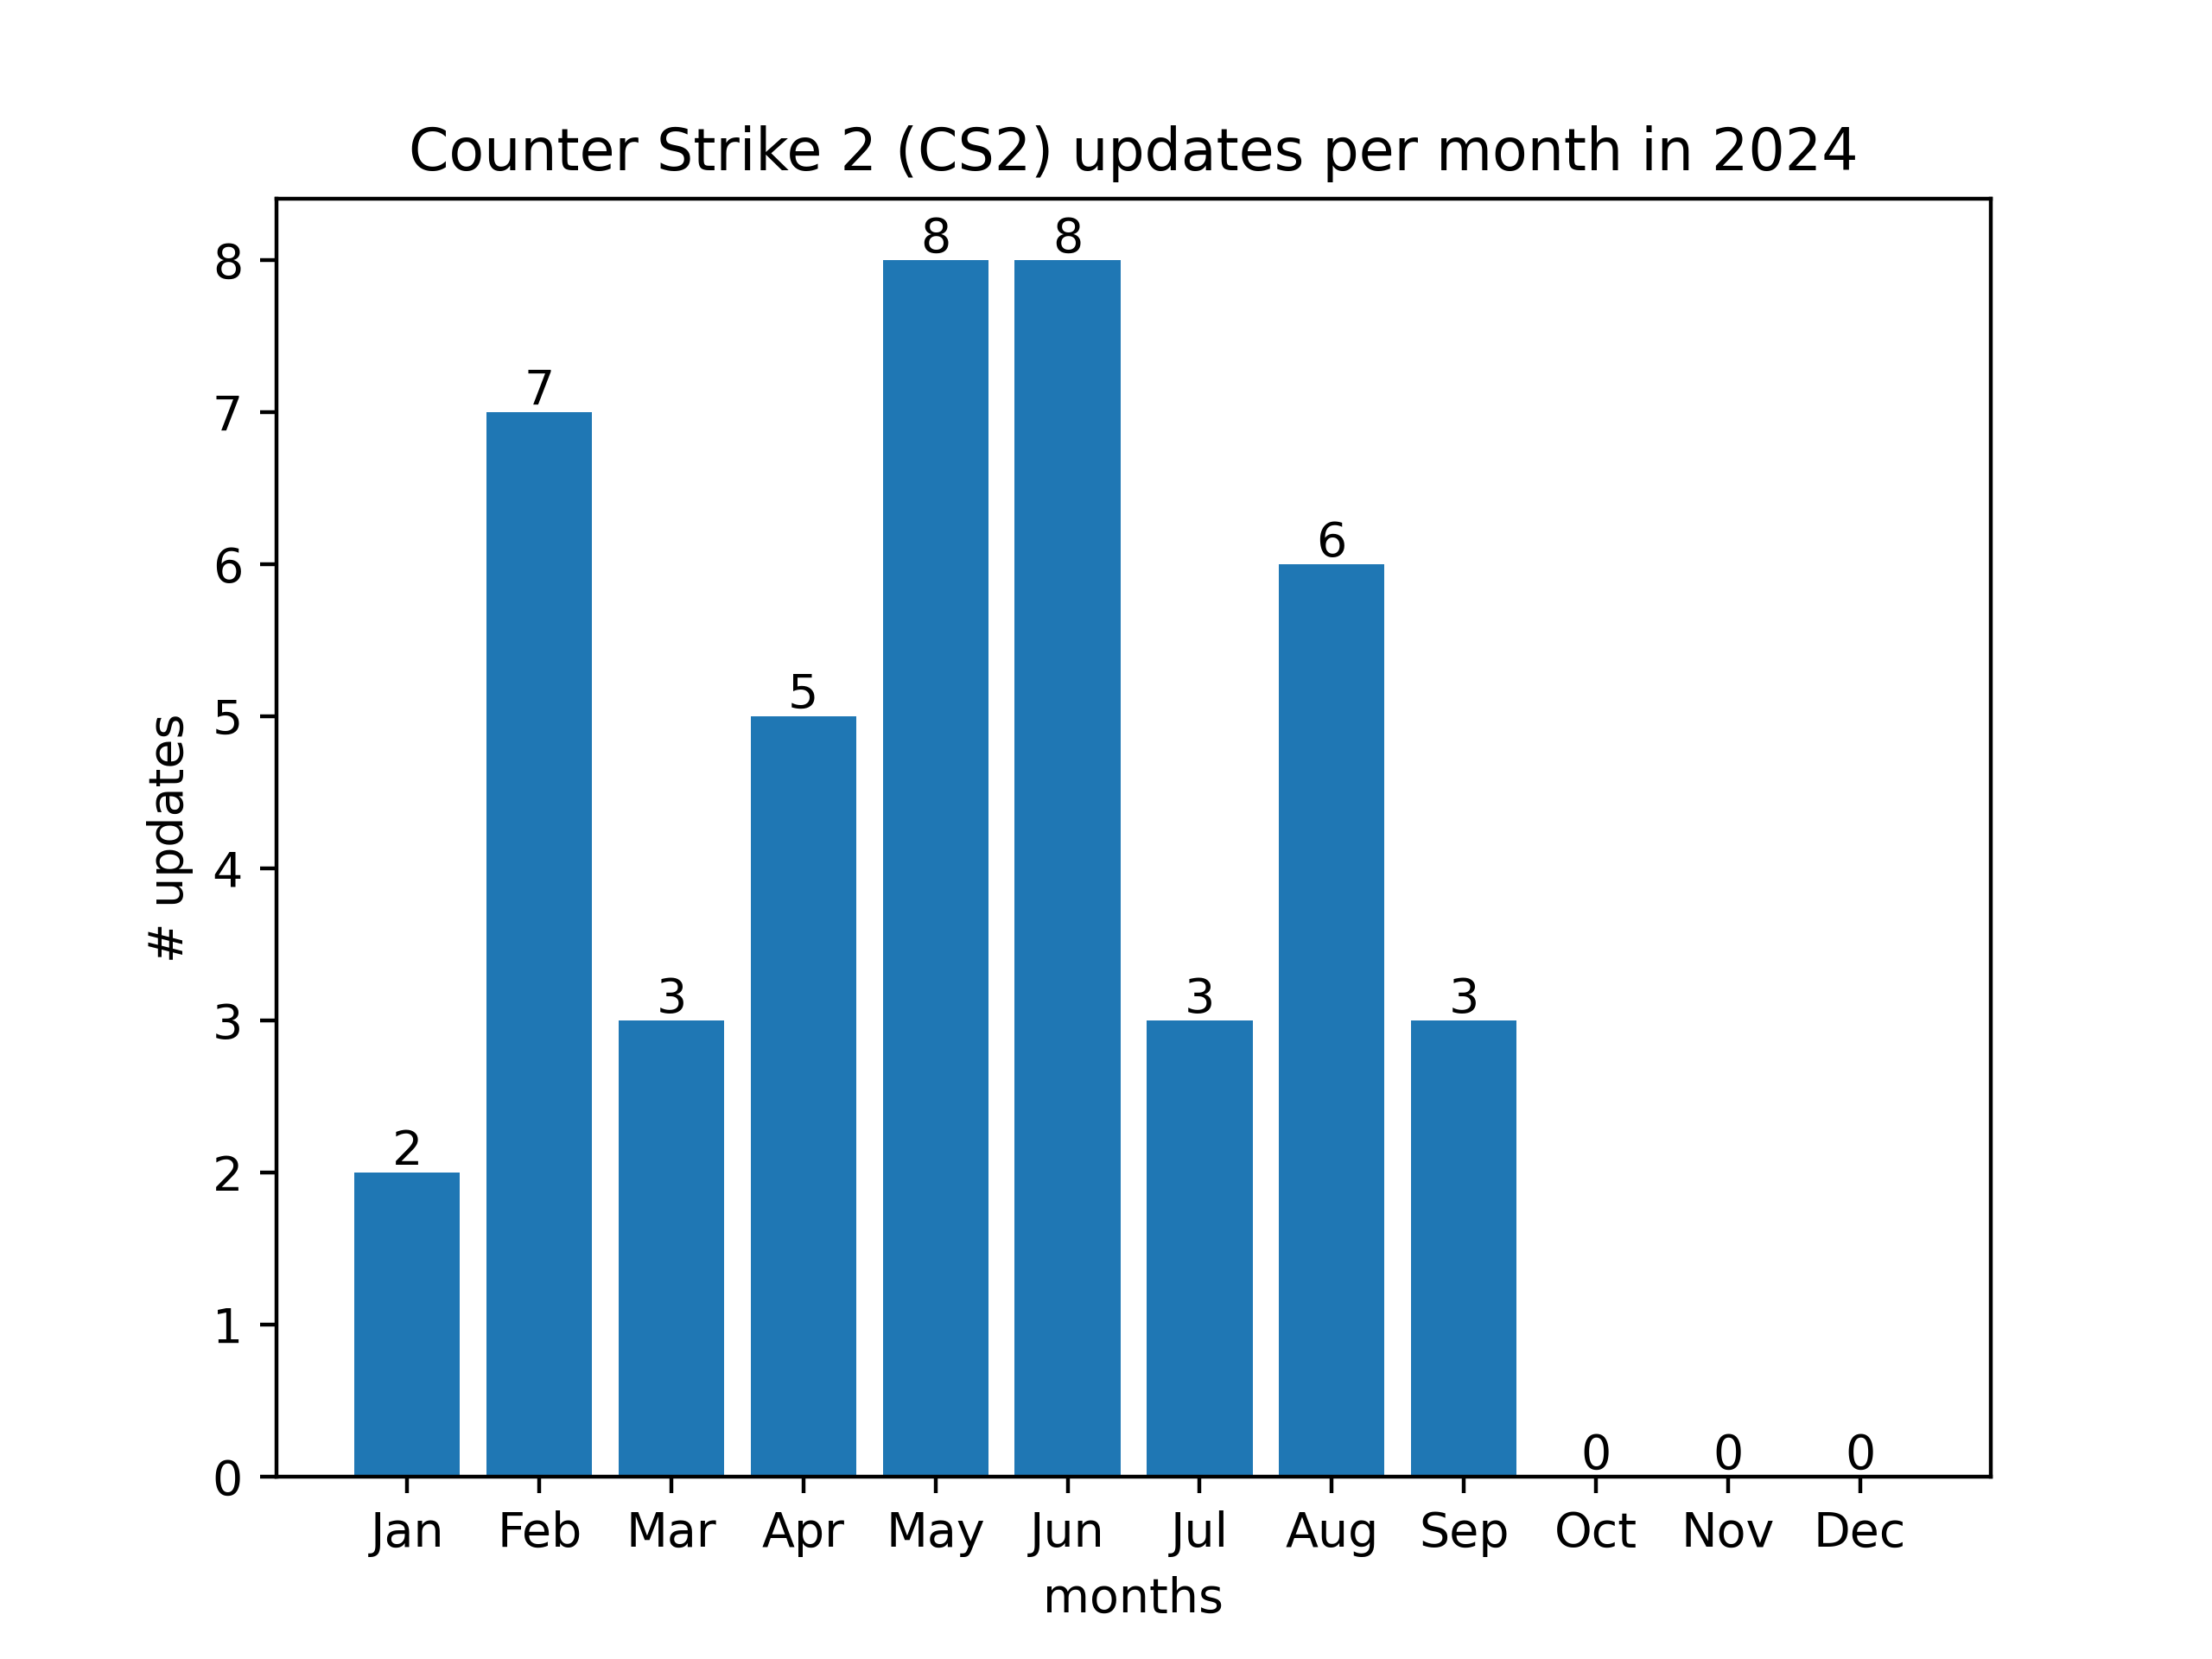 Counter Strike 2 (CS2) updates per month in 2024
8 8
8
7
7
6
6
5
5
# updates
4
3 3 3
3
2
2
1
0 0 0
0
Jan Feb Mar Apr May Jun Jul Aug Sep Oct Nov Dec
months